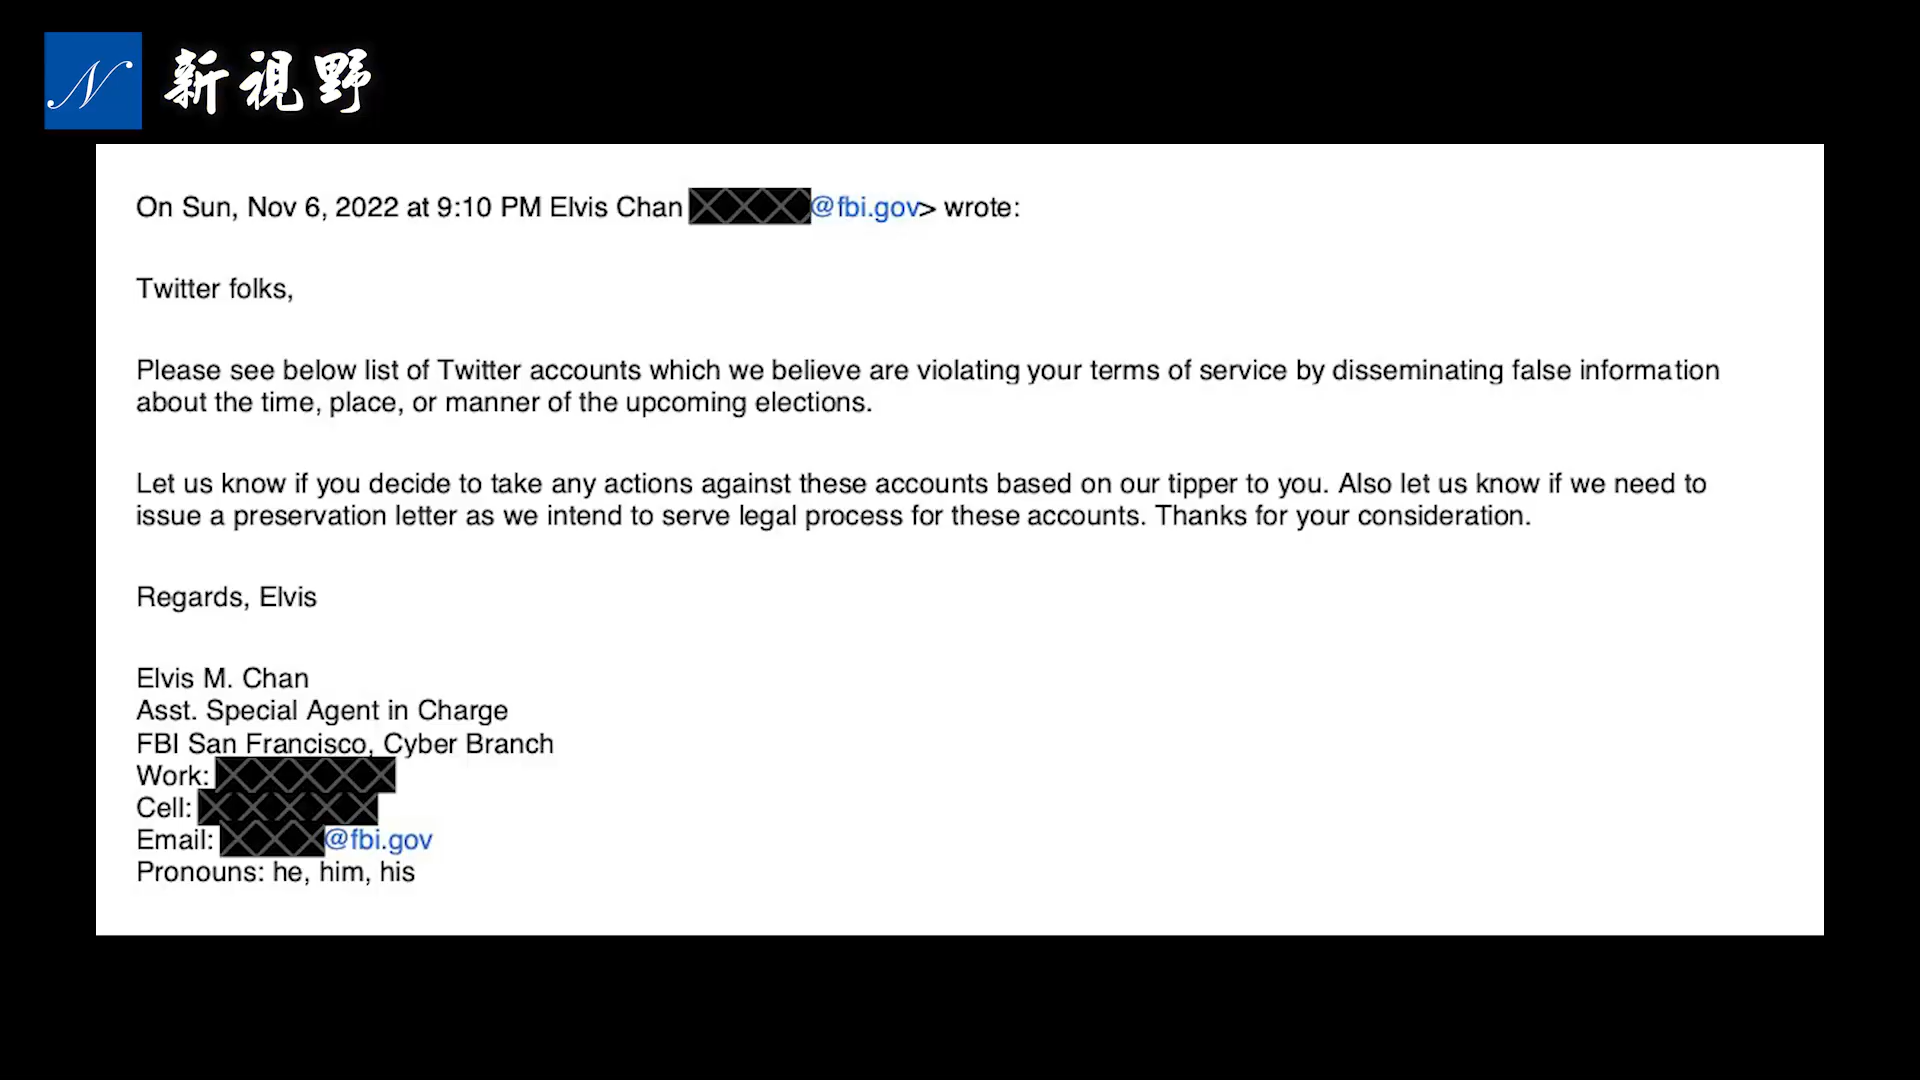 N 新視野
On Sun, Nov 6, 2022 at 9:10 PM Elvis Chan @fbi.gov> wrote:
Twitter folks,
Please see below list of Twitter accounts which we believe are violating your terms of service by disseminating false information
about the time, place, or manner of the upcoming elections.
Let us know if you decide to take any actions against these accounts based on our tipper to you. Also let us know if we need to
issue a preservation letter as we intend to serve legal process for these accounts. Thanks for your consideration.
Regards, Elvis
Elvis M. Chan
Asst. Special Agent in Charge
FBI San Francisco, Cyber Branch
Work:
Cell:
Email: @fbi.gov
Pronouns: he, him, his